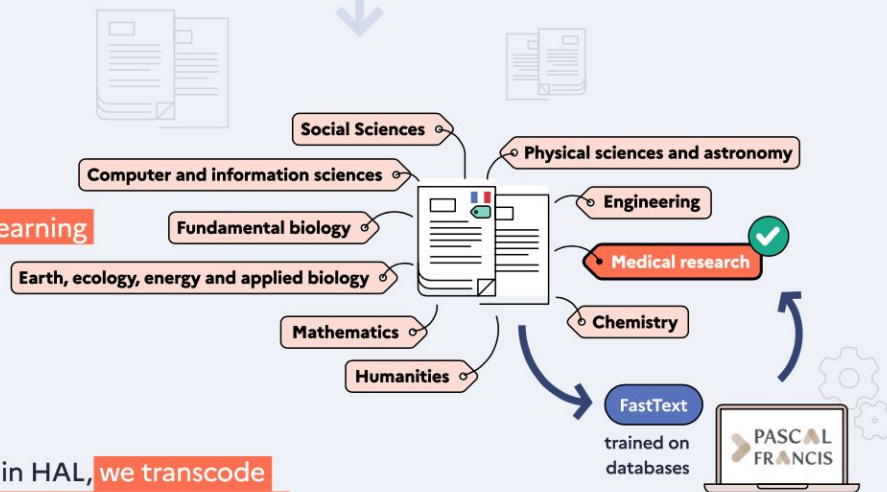 Social Sciences
Physical sciences and astronomy
Computer and information sciences
Engineering
earning
Fundamental biology
Medical research
Earth, ecology, energy and applied biology
Chemistry
Mathematics
Humanities
FastText
trained on
databases
PASCAL
FRANCIS
in HAL, we transcode